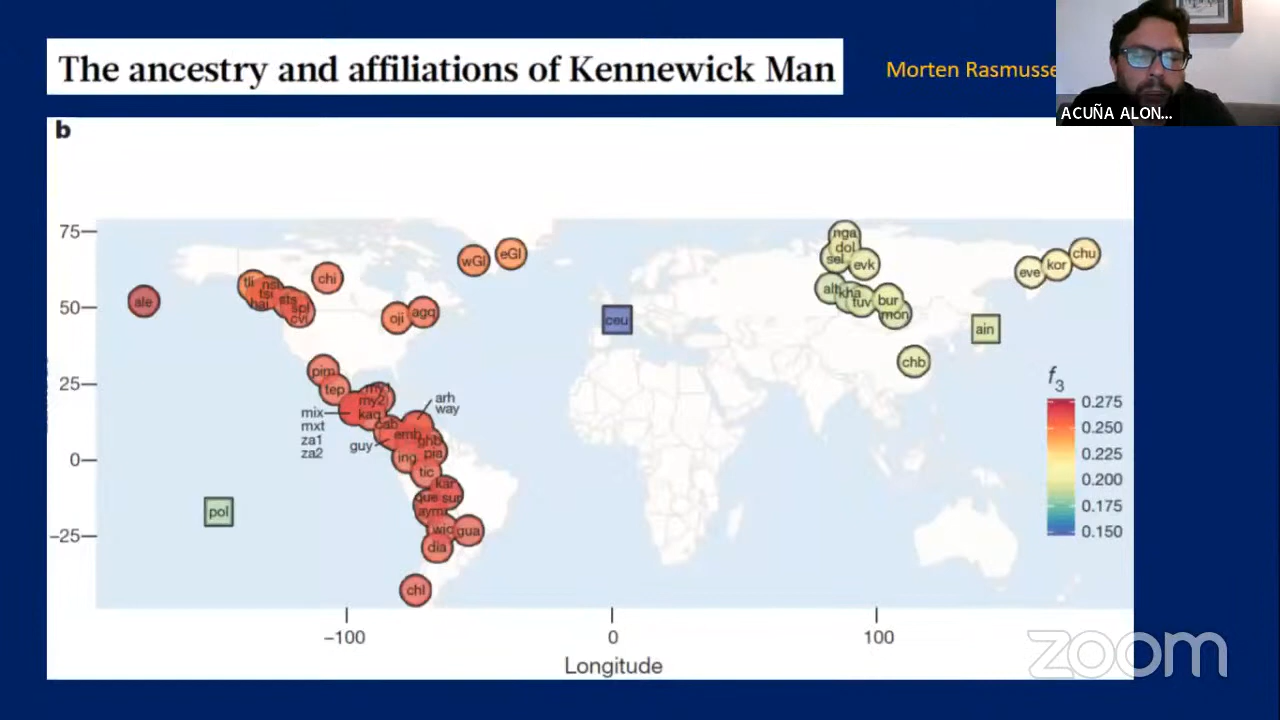 The ancestry and affiliations of Kennewick Man
Morten Rasmusse
ACUÑA ALON...
b
75
nga
dol
sel
evk
wGl
eGl
chu
kor
eve
chi
tli
nsi
tsi
hai
sts
spl
cvi
ale
alt
kha
tuv
bur
mon
50
oji
agq
ceu
ain
chb
pim
tep
25
my1
my2
kaq
mix
mxt
za1
za2
arh
way
cab
emb
ghb
guy
ing
pia
0
tic
kar
que
sur
aym
pol
wic
gua
−25
dia
chl
f3
0.275
0.250
0.225
0.200
0.175
0.150
−100
0
100
Longitude
zoom